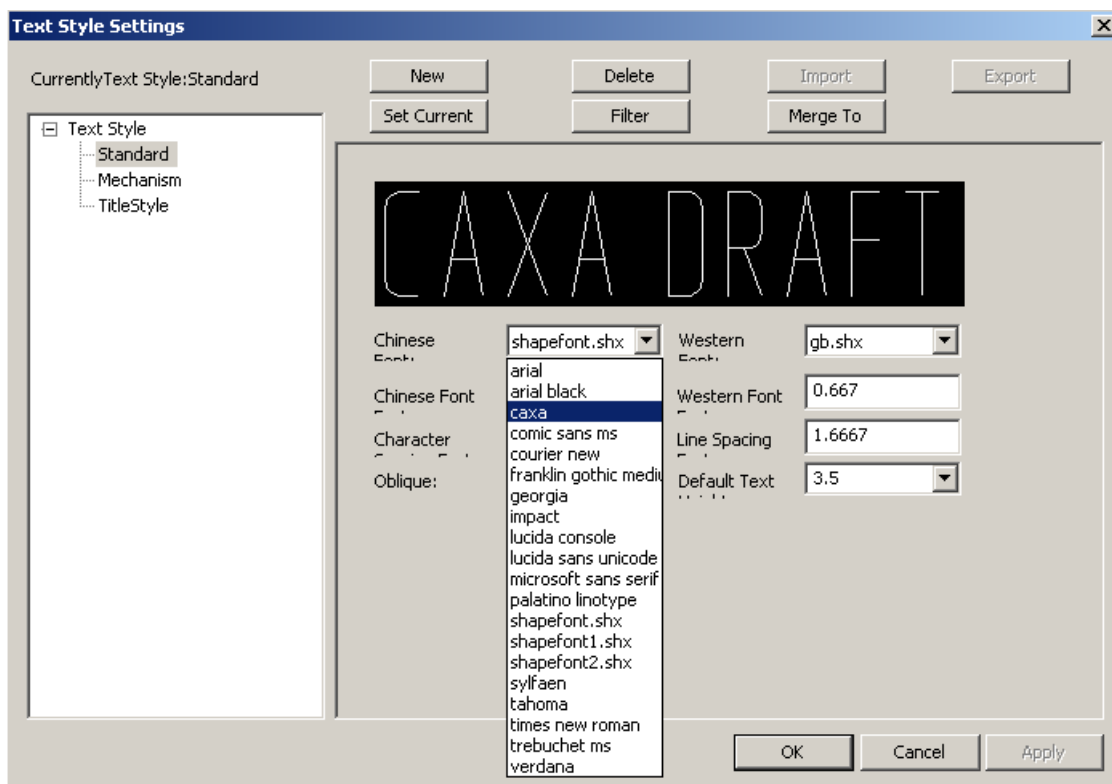 Text Style Settings
CurrentlyText Style:Standard
New
Delete
Import
Export
Set Current
Filter
Merge To
Text Style
Standard
Mechanism
TitleStyle
CAXA DRAFT
Chinese
shapefont.shx
Western
gb.shx
Chinese Font
Western Font
0.667
Character
Line Spacing
1.6667
Oblique:
Default Text
3.5
arial
arial black
caxa
comic sans ms
courier new
franklin gothic mediu
georgia
impact
lucida console
lucida sans unicode
microsoft sans serif
palatino linotype
shapefont.shx
shapefont1.shx
shapefont2.shx
sylfaen
tahoma
times new roman
trebuchet ms
verdana
OK
Cancel
Apply